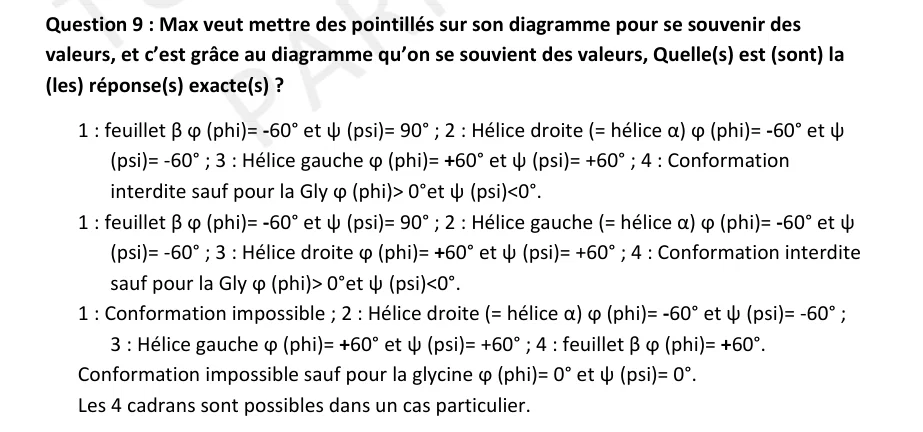 Question 9 : Max veut mettre des pointillés sur son diagramme pour se souvenir des
valeurs, et c’est grâce au diagramme qu’on se souvient des valeurs, Quelle(s) est (sont) la
(les) réponse(s) exacte(s) ?
1 : feuillet β φ (phi)= -60° et ψ (psi)= 90° ; 2 : Hélice droite (= hélice α) φ (phi)= -60° et ψ
(psi)= -60° ; 3 : Hélice gauche φ (phi)= +60° et ψ (psi)= +60° ; 4 : Conformation
interdite sauf pour la Gly φ (phi)> 0°et ψ (psi)<0°.
1 : feuillet β φ (phi)= -60° et ψ (psi)= 90° ; 2 : Hélice gauche (= hélice α) φ (phi)= -60° et ψ
(psi)= -60° ; 3 : Hélice droite φ (phi)= +60° et ψ (psi)= +60° ; 4 : Conformation interdite
sauf pour la Gly φ (phi)> 0°et ψ (psi)<0°.
1 : Conformation impossible ; 2 : Hélice droite (= hélice α) φ (phi)= -60° et ψ (psi)= -60° ;
3 : Hélice gauche φ (phi)= +60° et ψ (psi)= +60° ; 4 : feuillet β φ (phi)= +60°.
Conformation impossible sauf pour la glycine φ (phi)= 0° et ψ (psi)= 0°.
Les 4 cadrans sont possibles dans un cas particulier.